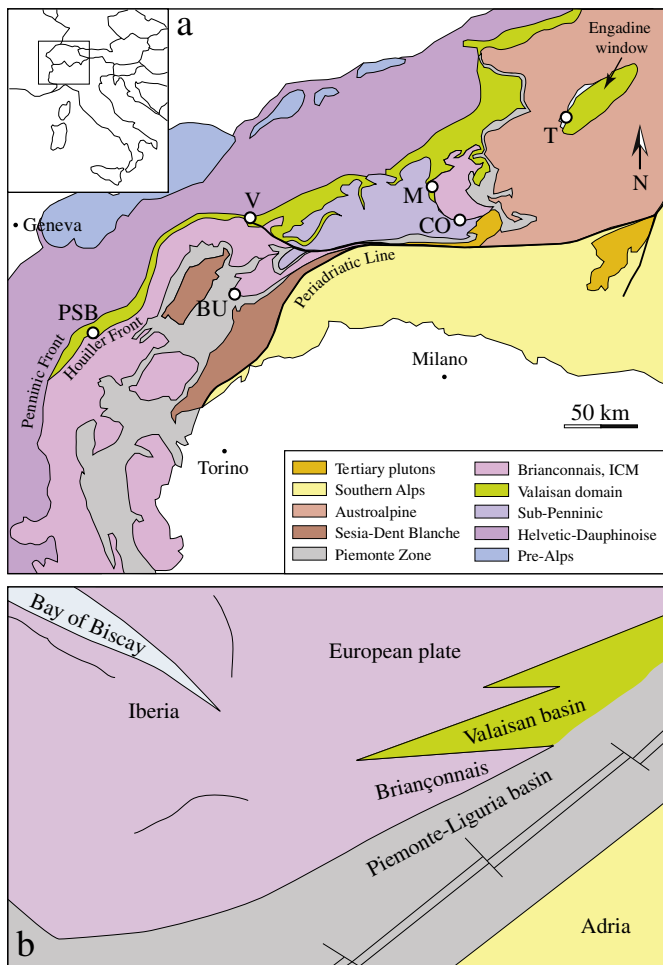 a
Engadine
window
T
N
V
M
CO
Geneva
Periadriatic Line
BU
PSB
Houiller Front
Penninic Front
Milano
50 km
Torino
Tertiary plutons
Southern Alps
Austroalpine
Sesia-Dent Blanche
Piemonte Zone
Brianconnais, ICM
Valaisan domain
Sub-Penninic
Helvetic-Dauphinoise
Pre-Alps
Bay of Biscay
European plate
Iberia
Valaisan basin
Briançonnais
Piemonte-Liguria basin
Adria
b